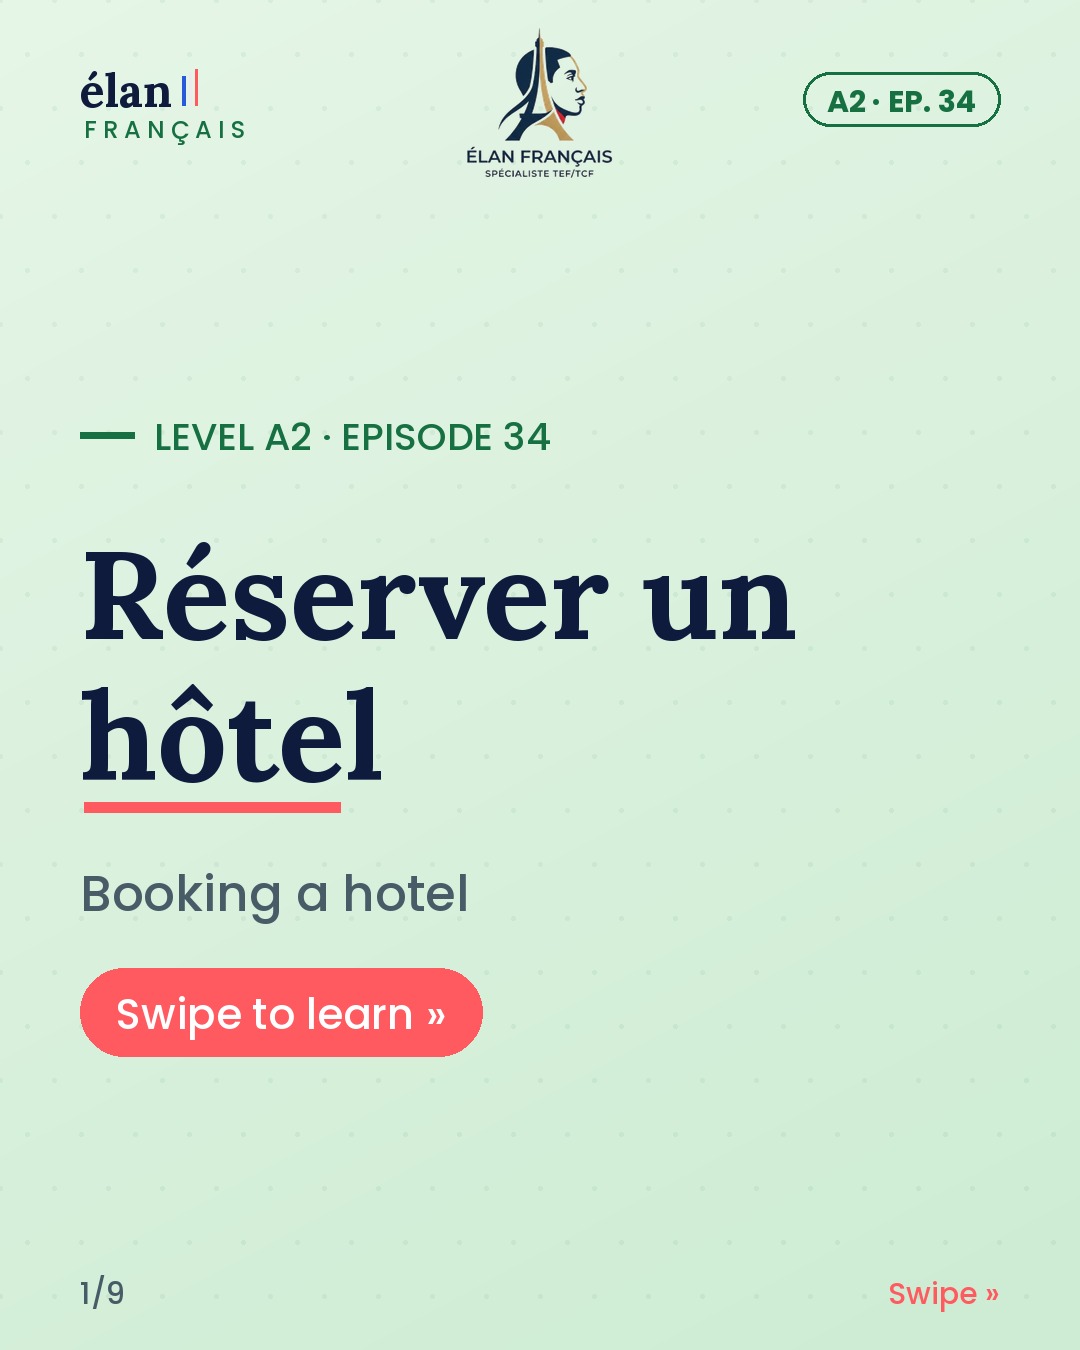 élan
FRANÇAIS
ÉLAN FRANÇAIS
SPÉCIALISTE TEF/TCF
A2 · EP. 34
LEVEL A2 · EPISODE 34
Réserver un
hôtel
Booking a hotel
Swipe to learn »
1/9
Swipe »